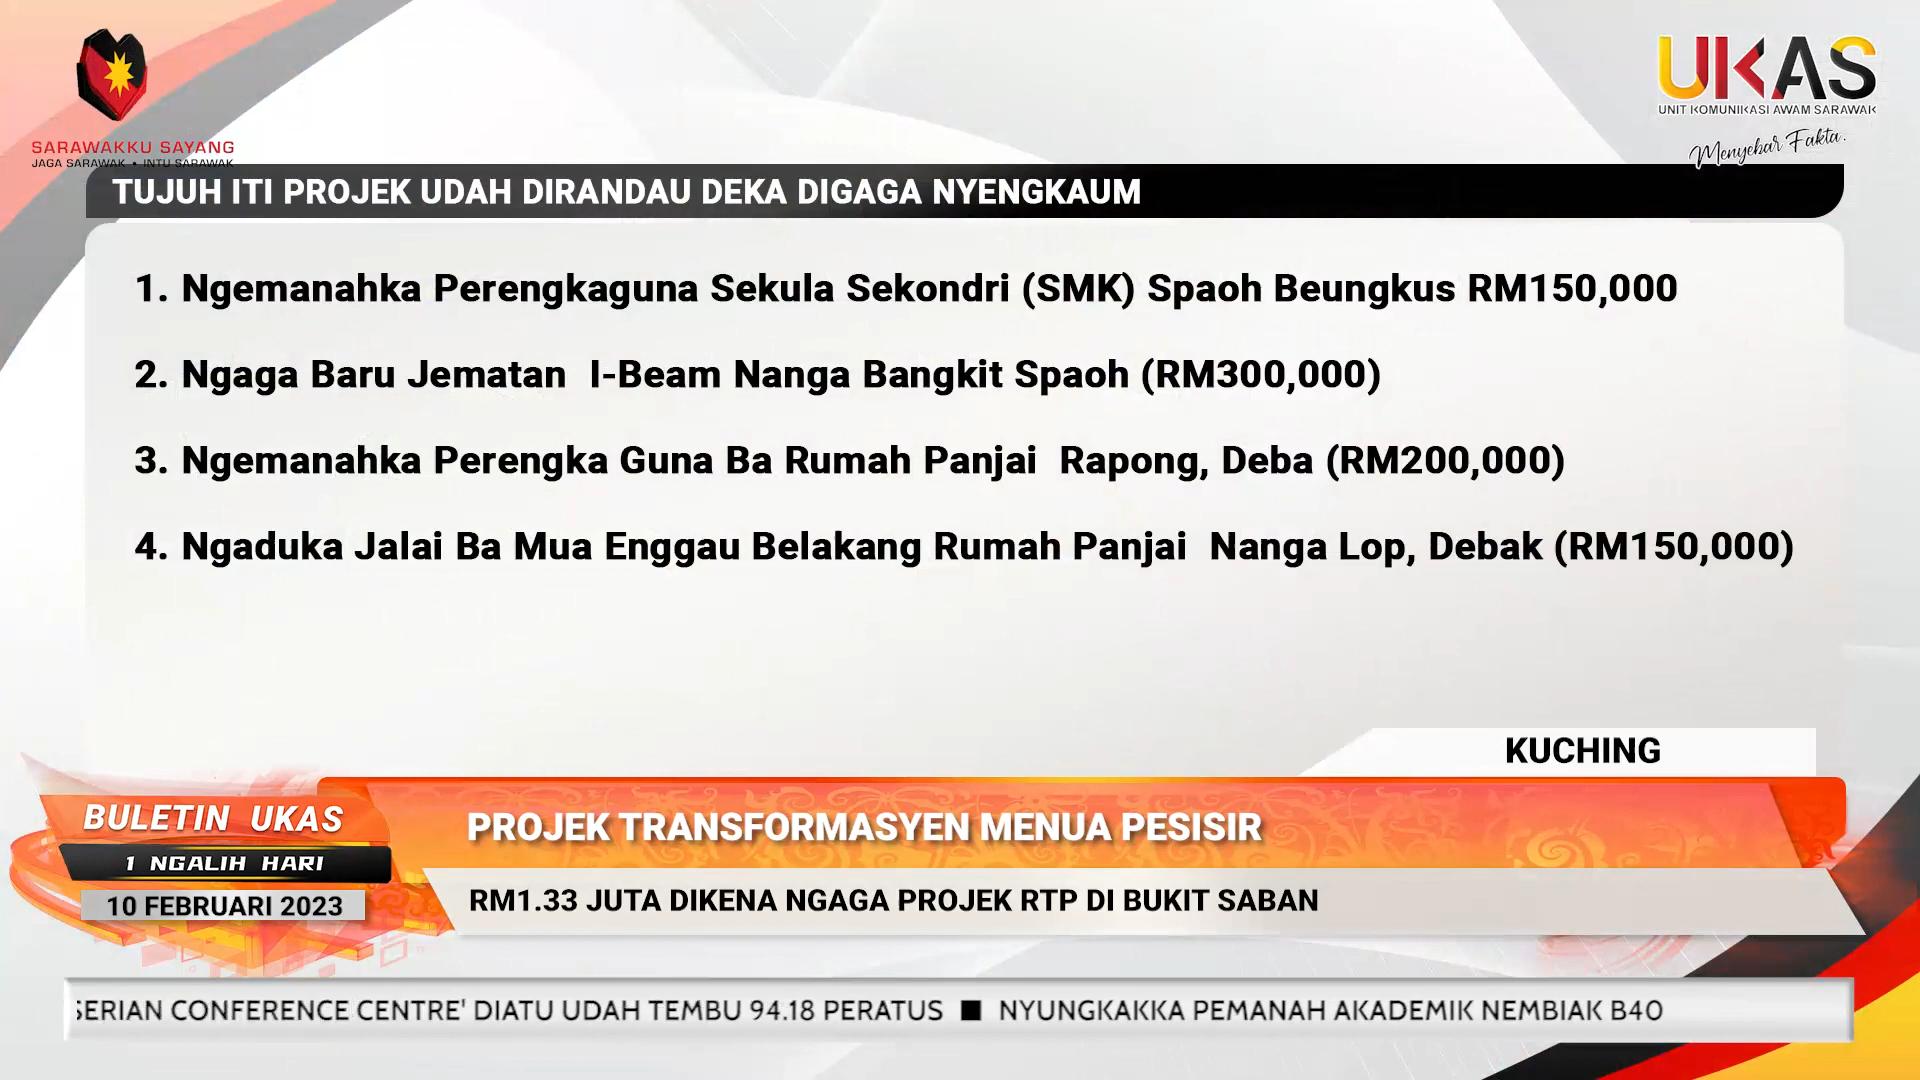 SARAWAKKU SAYANG
JAGA SARAWAK • INTU SARAWAK
UKAS
UNIT KOMUNIKASI AWAM SARAWAK
Menyebar Fakta.
TUJUH ITI PROJEK UDAH DIRANDAU DEKA DIGAGA NYENGKAUM
1. Ngemanahka Perengkaguna Sekula Sekondri (SMK) Spaoh Beungkus RM150,000
2. Ngaga Baru Jematan I-Beam Nanga Bangkit Spaoh (RM300,000)
3. Ngemanahka Perengka Guna Ba Rumah Panjai Rapong, Deba (RM200,000)
4. Ngaduka Jalai Ba Mua Enggau Belakang Rumah Panjai Nanga Lop, Debak (RM150,000)
KUCHING
BULETIN UKAS
1 NGALIH HARI
10 FEBRUARI 2023
PROJEK TRANSFORMASYEN MENUA PESISIR
RM1.33 JUTA DIKENA NGAGA PROJEK RTP DI BUKIT SABAN
SERIAN CONFERENCE CENTRE' DIATU UDAH TEMBU 94.18 PERATUS ■ NYUNGKAKKA PEMANAH AKADEMIK NEMBIAK B40